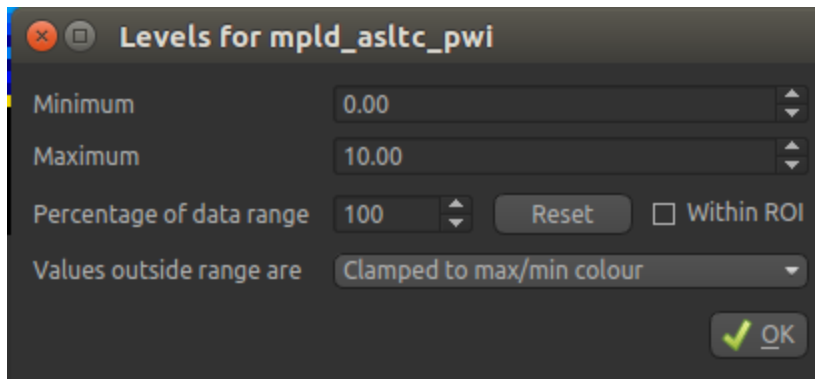 Levels for mpld_asltc_pwi
Minimum 0.00
Maximum 10.00
Percentage of data range 100 Reset Within ROI
Values outside range are Clamped to max/min colour
OK